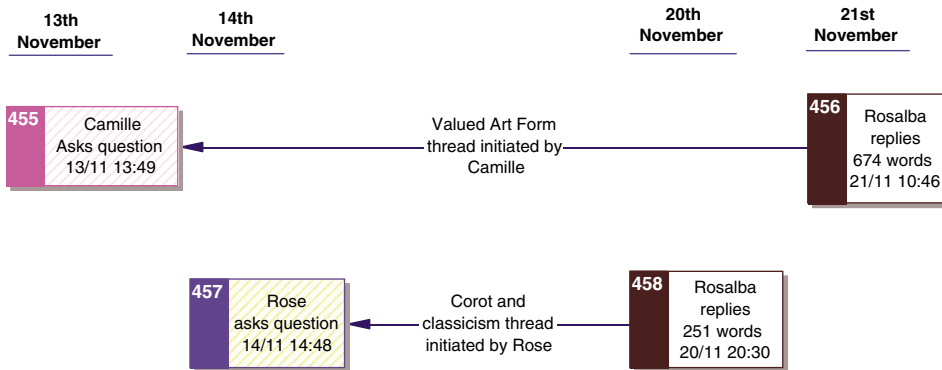 13th
November
14th
November
20th
November
21st
November
455
Camille
Asks question
13/11 13:49
Valued Art Form
thread initiated by
Camille
456
Rosalba
replies
674 words
21/11 10:46
457
Rose
asks question
14/11 14:48
Corot and
classicism thread
initiated by Rose
458
Rosalba
replies
251 words
20/11 20:30